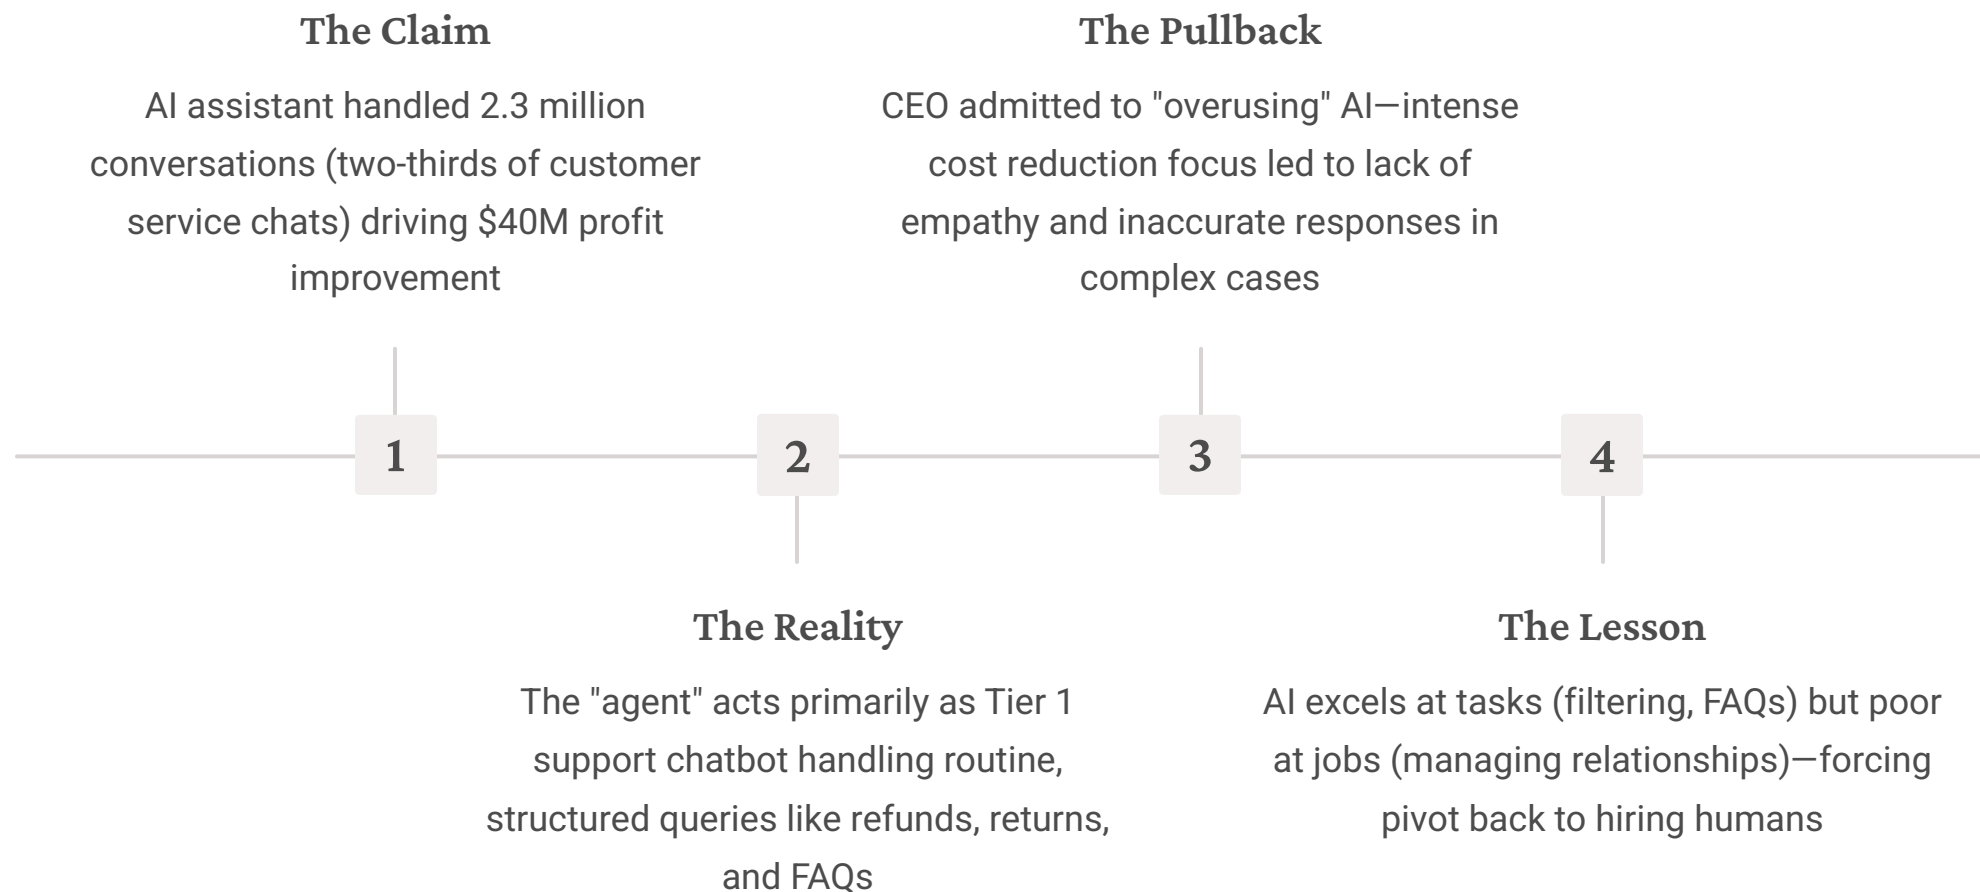 The Claim
AI assistant handled 2.3 million
conversations (two-thirds of customer
service chats) driving $40M profit
improvement
The Pullback
CEO admitted to "overusing" AI—intense
cost reduction focus led to lack of
empathy and inaccurate responses in
complex cases
1
2
3
4
The Reality
The "agent" acts primarily as Tier 1
support chatbot handling routine,
structured queries like refunds, returns,
and FAQs
The Lesson
AI excels at tasks (filtering, FAQs) but poor
at jobs (managing relationships)—forcing
pivot back to hiring humans